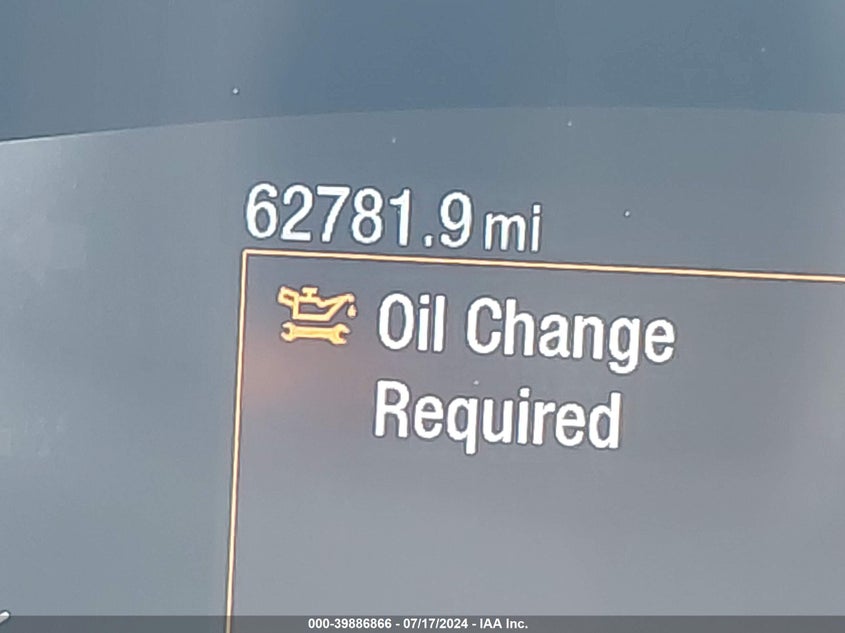 62781.9 mi
Oil Change
Required
000-39886866 - 07/17/2024 - IAA Inc.